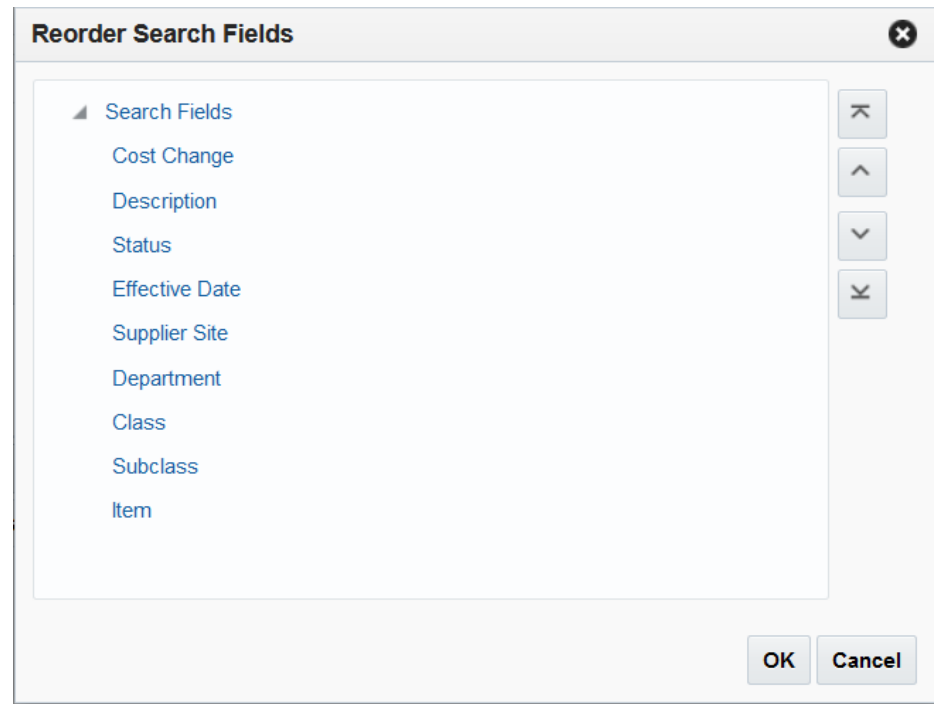 Reorder Search Fields
Search Fields
Cost Change
Description
Status
Effective Date
Supplier Site
Department
Class
Subclass
Item
OK Cancel